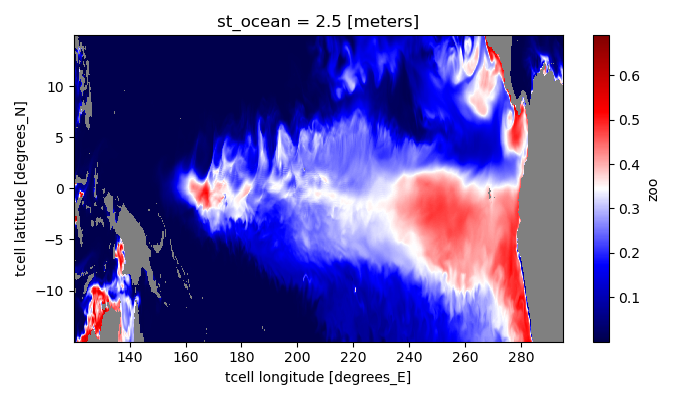 st_ocean = 2.5 [meters]
10
5
0
−5
−10
tcell latitude [degrees_N]
140 160 180 200 220 240 260 280
tcell longitude [degrees_E]
0.6
0.5
0.4
0.3
0.2
0.1
zoo